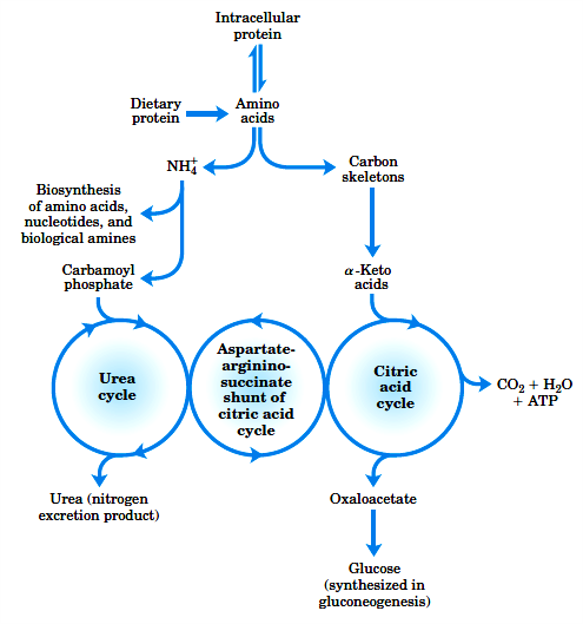 Intracellular
protein
Dietary
protein
Amino
acids
NH₄⁺
Carbon
skeletons
Biosynthesis
of amino acids,
nucleotides, and
biological amines
Carbamoyl
phosphate
α-Keto
acids
Urea
cycle
Aspartate-
arginino-
succinate
shunt of
citric acid
cycle
Citric
acid
cycle
CO₂ + H₂O
+ ATP
Urea (nitrogen
excretion product)
Oxaloacetate
Glucose
(synthesized in
gluconeogenesis)